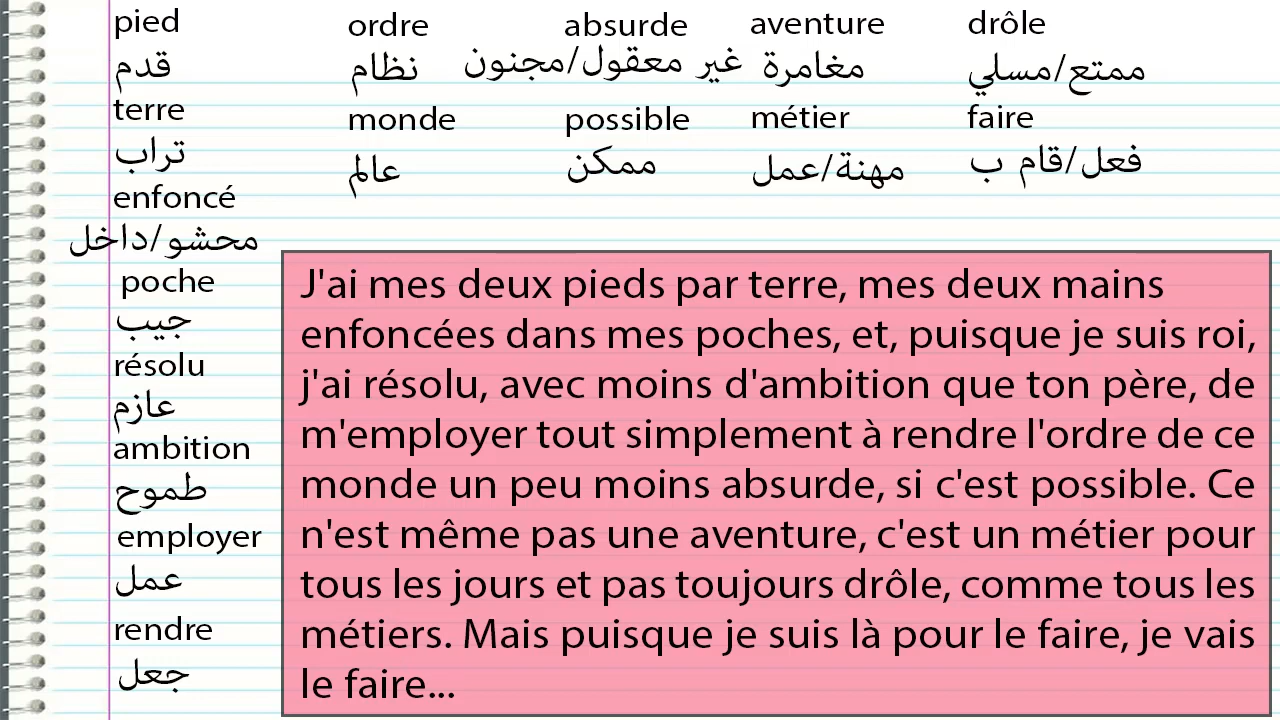 pied
قدم
terre
تراب
enfoncé
محشو/داخل
poche
جيب
résolu
عازم
ambition
طموح
employer
عمل
rendre
جعل
ordre
نظام
monde
عالم
absurde
غير معقول/مجنون
possible
ممكن
aventure
مغامرة
métier
مهنة/عمل
drôle
ممتع/مسلي
faire
فعل/قام ب
J'ai mes deux pieds par terre, mes deux mains
enfoncées dans mes poches, et, puisque je suis roi,
j'ai résolu, avec moins d'ambition que ton père, de
m'employer tout simplement à rendre l'ordre de ce
monde un peu moins absurde, si c'est possible. Ce
n'est même pas une aventure, c'est un métier pour
tous les jours et pas toujours drôle, comme tous les
métiers. Mais puisque je suis là pour le faire, je vais
le faire...